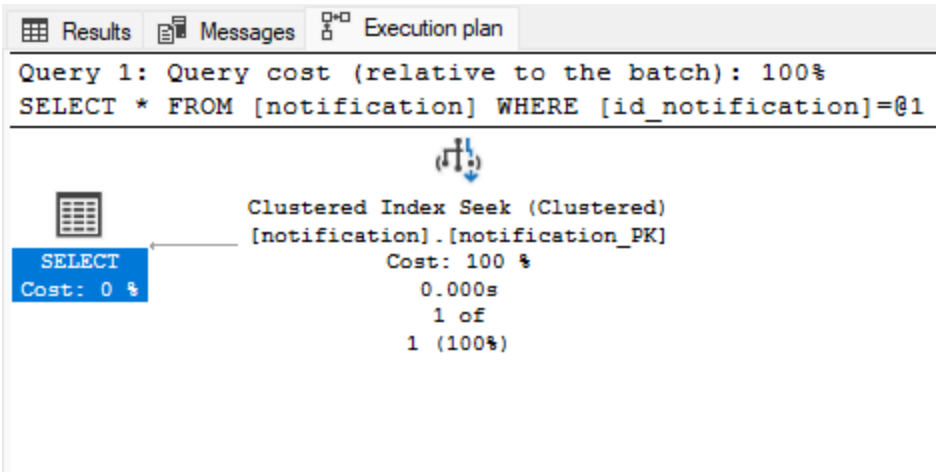 Results Messages Execution plan
Query 1: Query cost (relative to the batch): 100%
SELECT * FROM [notification] WHERE [id_notification]=@1
Clustered Index Seek (Clustered)
[notification].[notification_PK]
Cost: 100 %
0.000s
1 of
1 (100%)
SELECT
Cost: 0 %